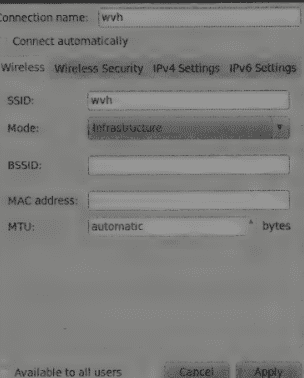 Connection name: wvh
Connect automatically
Wireless Wireless Security IPv4 Settings IPv6 Settings
SSID: wvh
Mode: Infrastructure
BSSID:
MAC address:
MTU: automatic bytes
Available to all users Cancel Apply